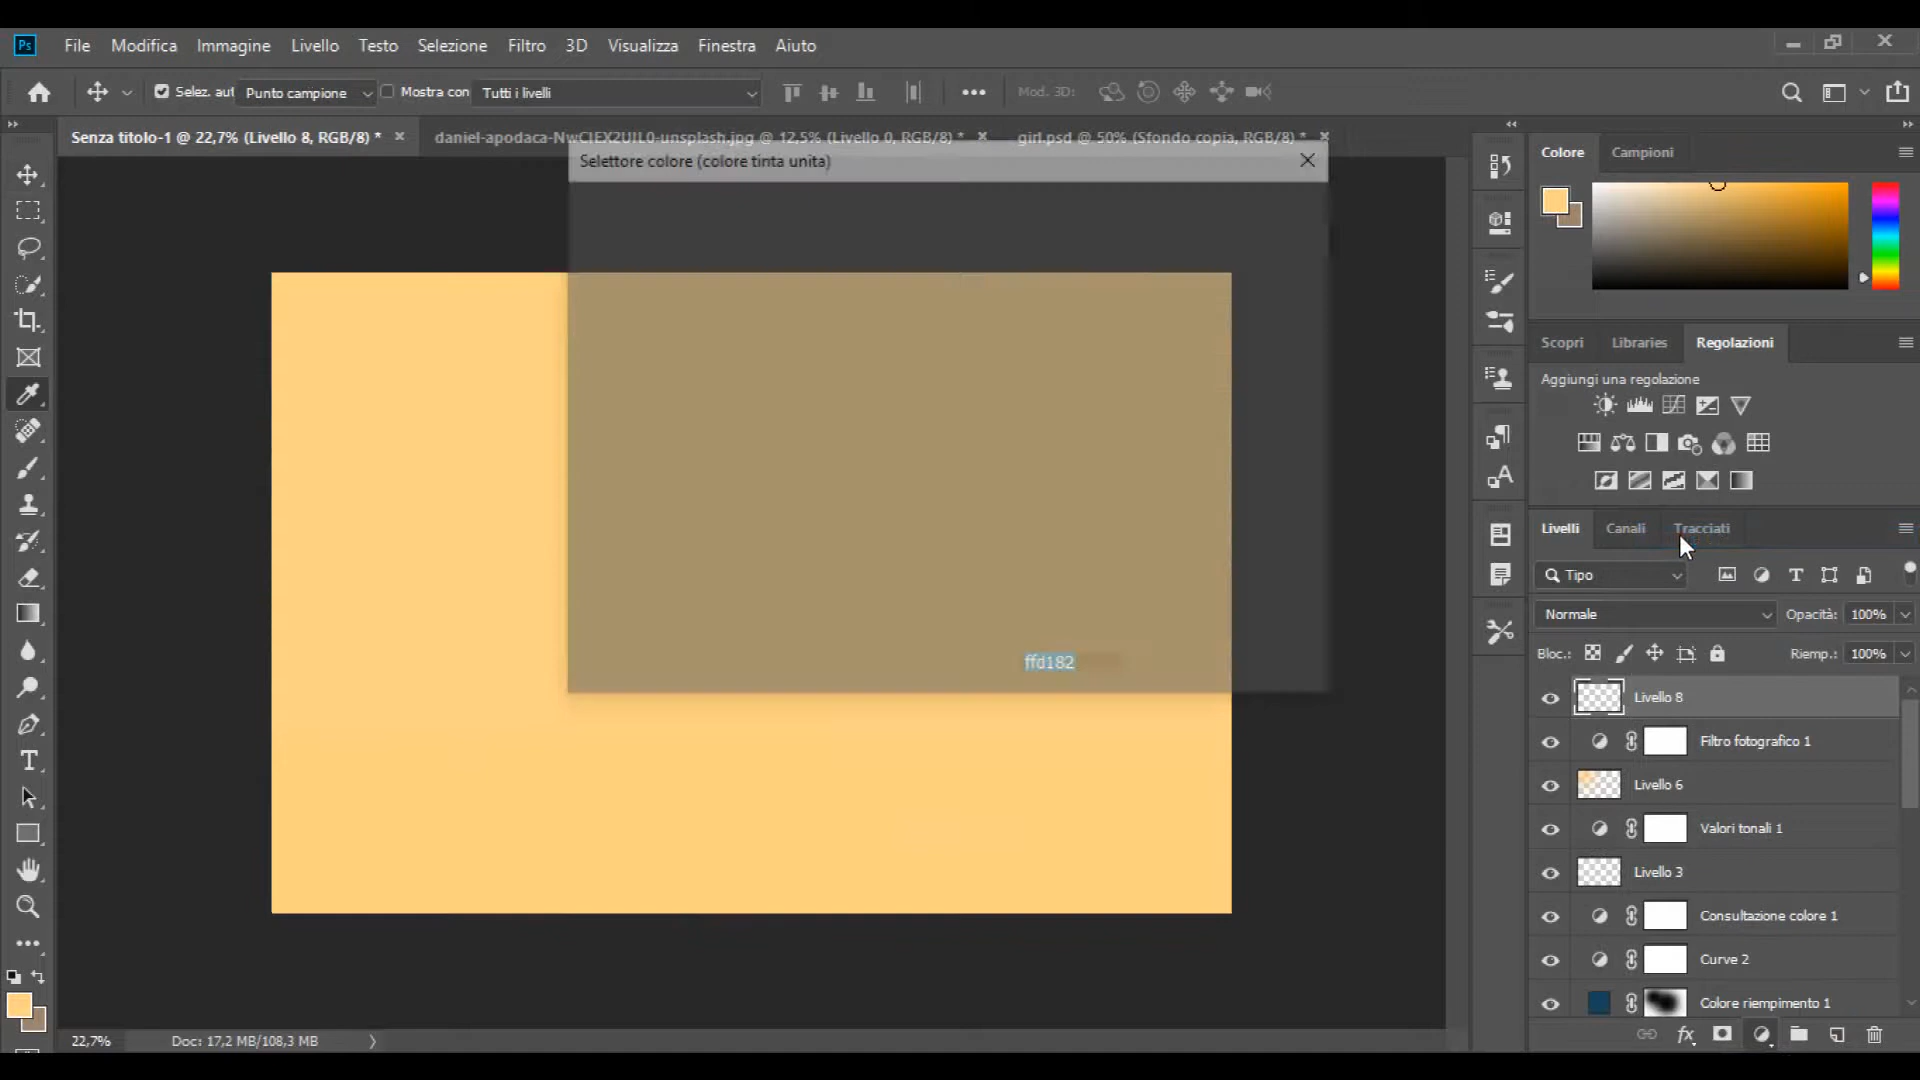 Ps File Modifica Immagine Livello Testo Selezione Filtro 3D Visualizza Finestra Aiuto
Selez. aut Punto campione Mostra con Tutti i livelli Mod. 3D:
Senza titolo-1 @ 22,7% (Livello 8, RGB/8) * daniel-apodaca-NwCIEX2UIL0-unsplash.jpg @ 12,5% (Livello 0, RGB/8) * girl.psd @ 50% (Sfondo copia, RGB/8) *
Selettore colore (colore tinta unita)
ffd182
Colore Campioni
Scopri Libraries Regolazioni
Aggiungi una regolazione
Livelli Canali Tracciati
Tipo
Normale Opacità: 100%
Bloc.: Riemp.: 100%
Livello 8
Filtro fotografico 1
Livello 6
Valori tonali 1
Livello 3
Consultazione colore 1
Curve 2
Colore riempimento 1
22,7% Doc: 17,2 MB/108,3 MB